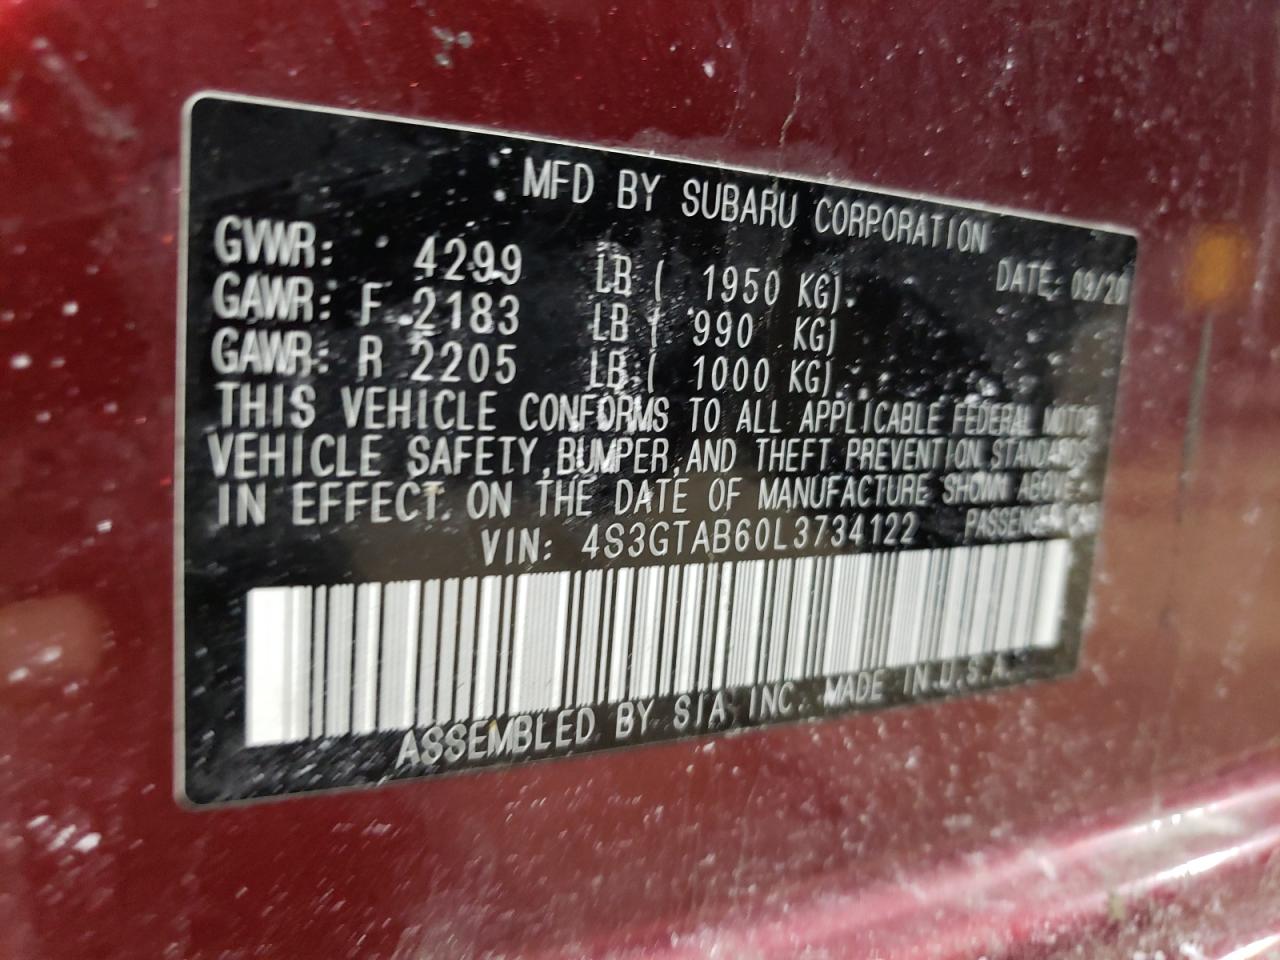 MFD BY SUBARU CORPORATION
DATE: 09/20
GVWR: 4299 LB ( 1950 KG)
GAWR: F 2183 LB ( 990 KG)
GAWR: R 2205 LB ( 1000 KG)
THIS VEHICLE CONFORMS TO ALL APPLICABLE FEDERAL MOTOR
VEHICLE SAFETY, BUMPER, AND THEFT PREVENTION STANDARDS
IN EFFECT ON THE DATE OF MANUFACTURE SHOWN ABOVE.
VIN: 4S3GTAB60L3734122 PASSENGER CAR
ASSEMBLED BY SIA INC. MADE IN U.S.A.